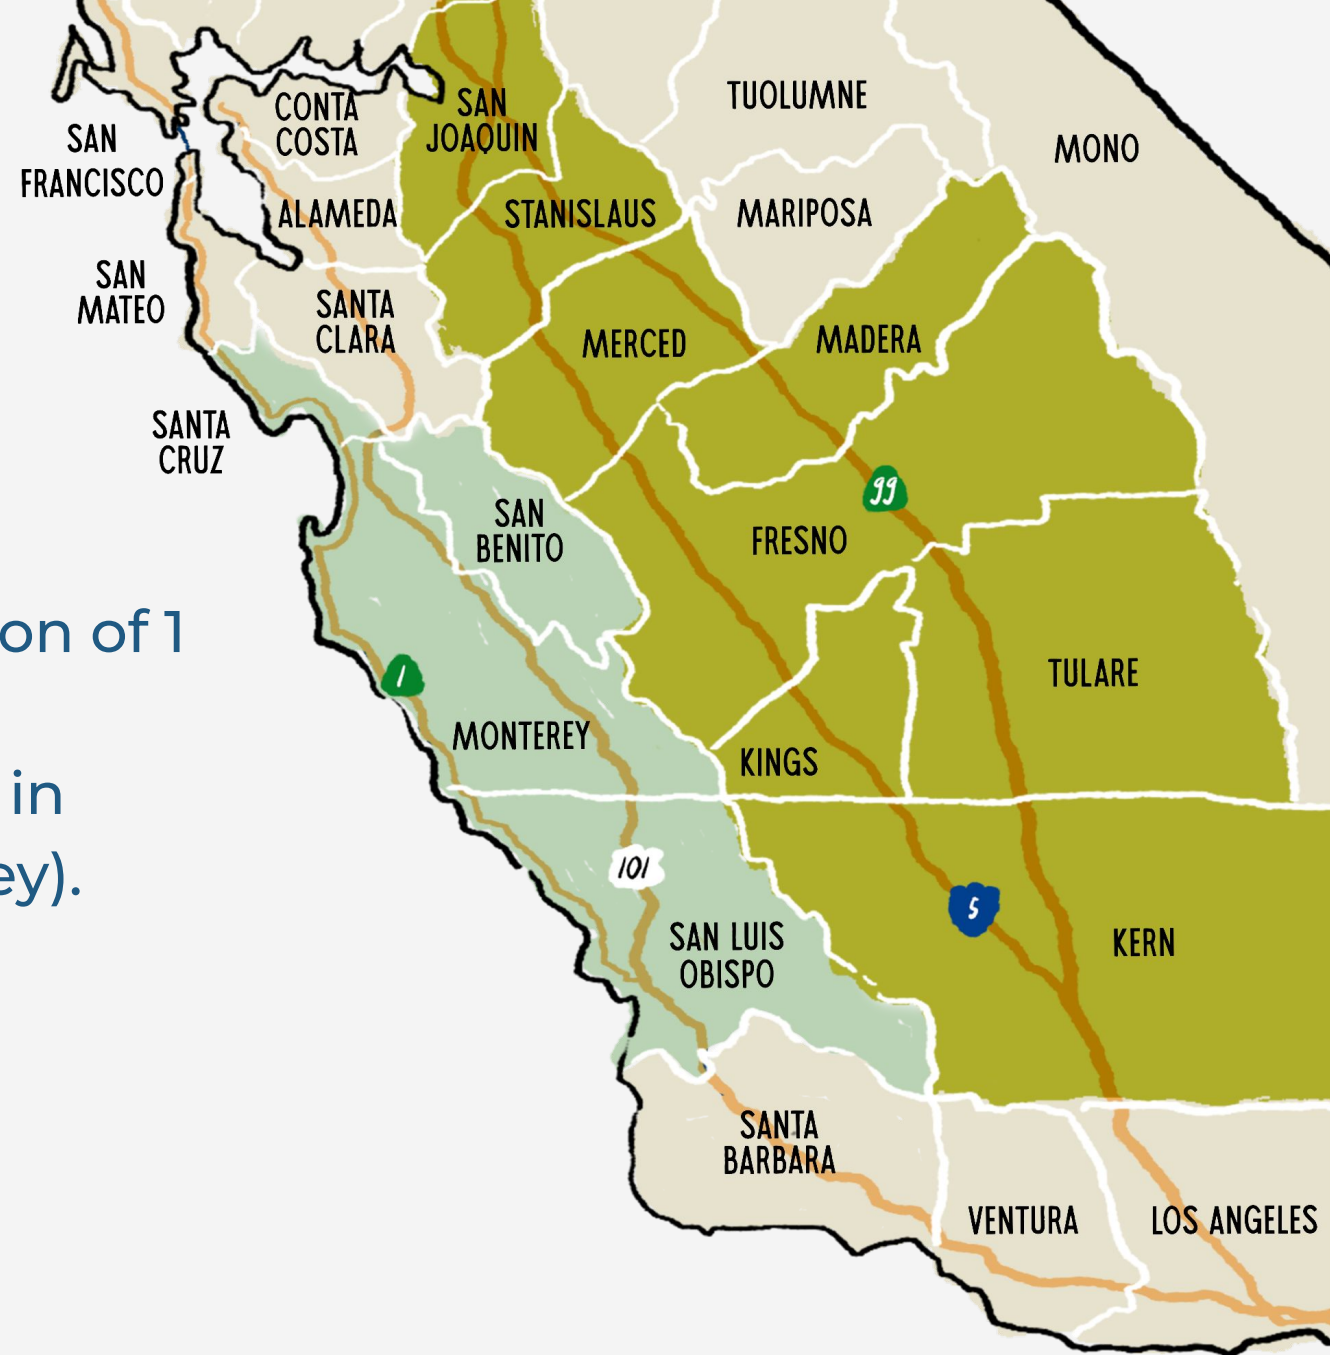 TUOLUMNE
CONTA
COSTA
SAN
JOAQUIN
MONO
SAN
FRANCISCO
ALAMEDA
STANISLAUS
MARIPOSA
SAN
MATEO
SANTA
CLARA
MERCED
MADERA
SANTA
CRUZ
99
SAN
BENITO
FRESNO
on of 1
1
TULARE
MONTEREY
KINGS
in
ey).
101
5
SAN LUIS
OBISPO
KERN
SANTA
BARBARA
VENTURA
LOS ANGELES